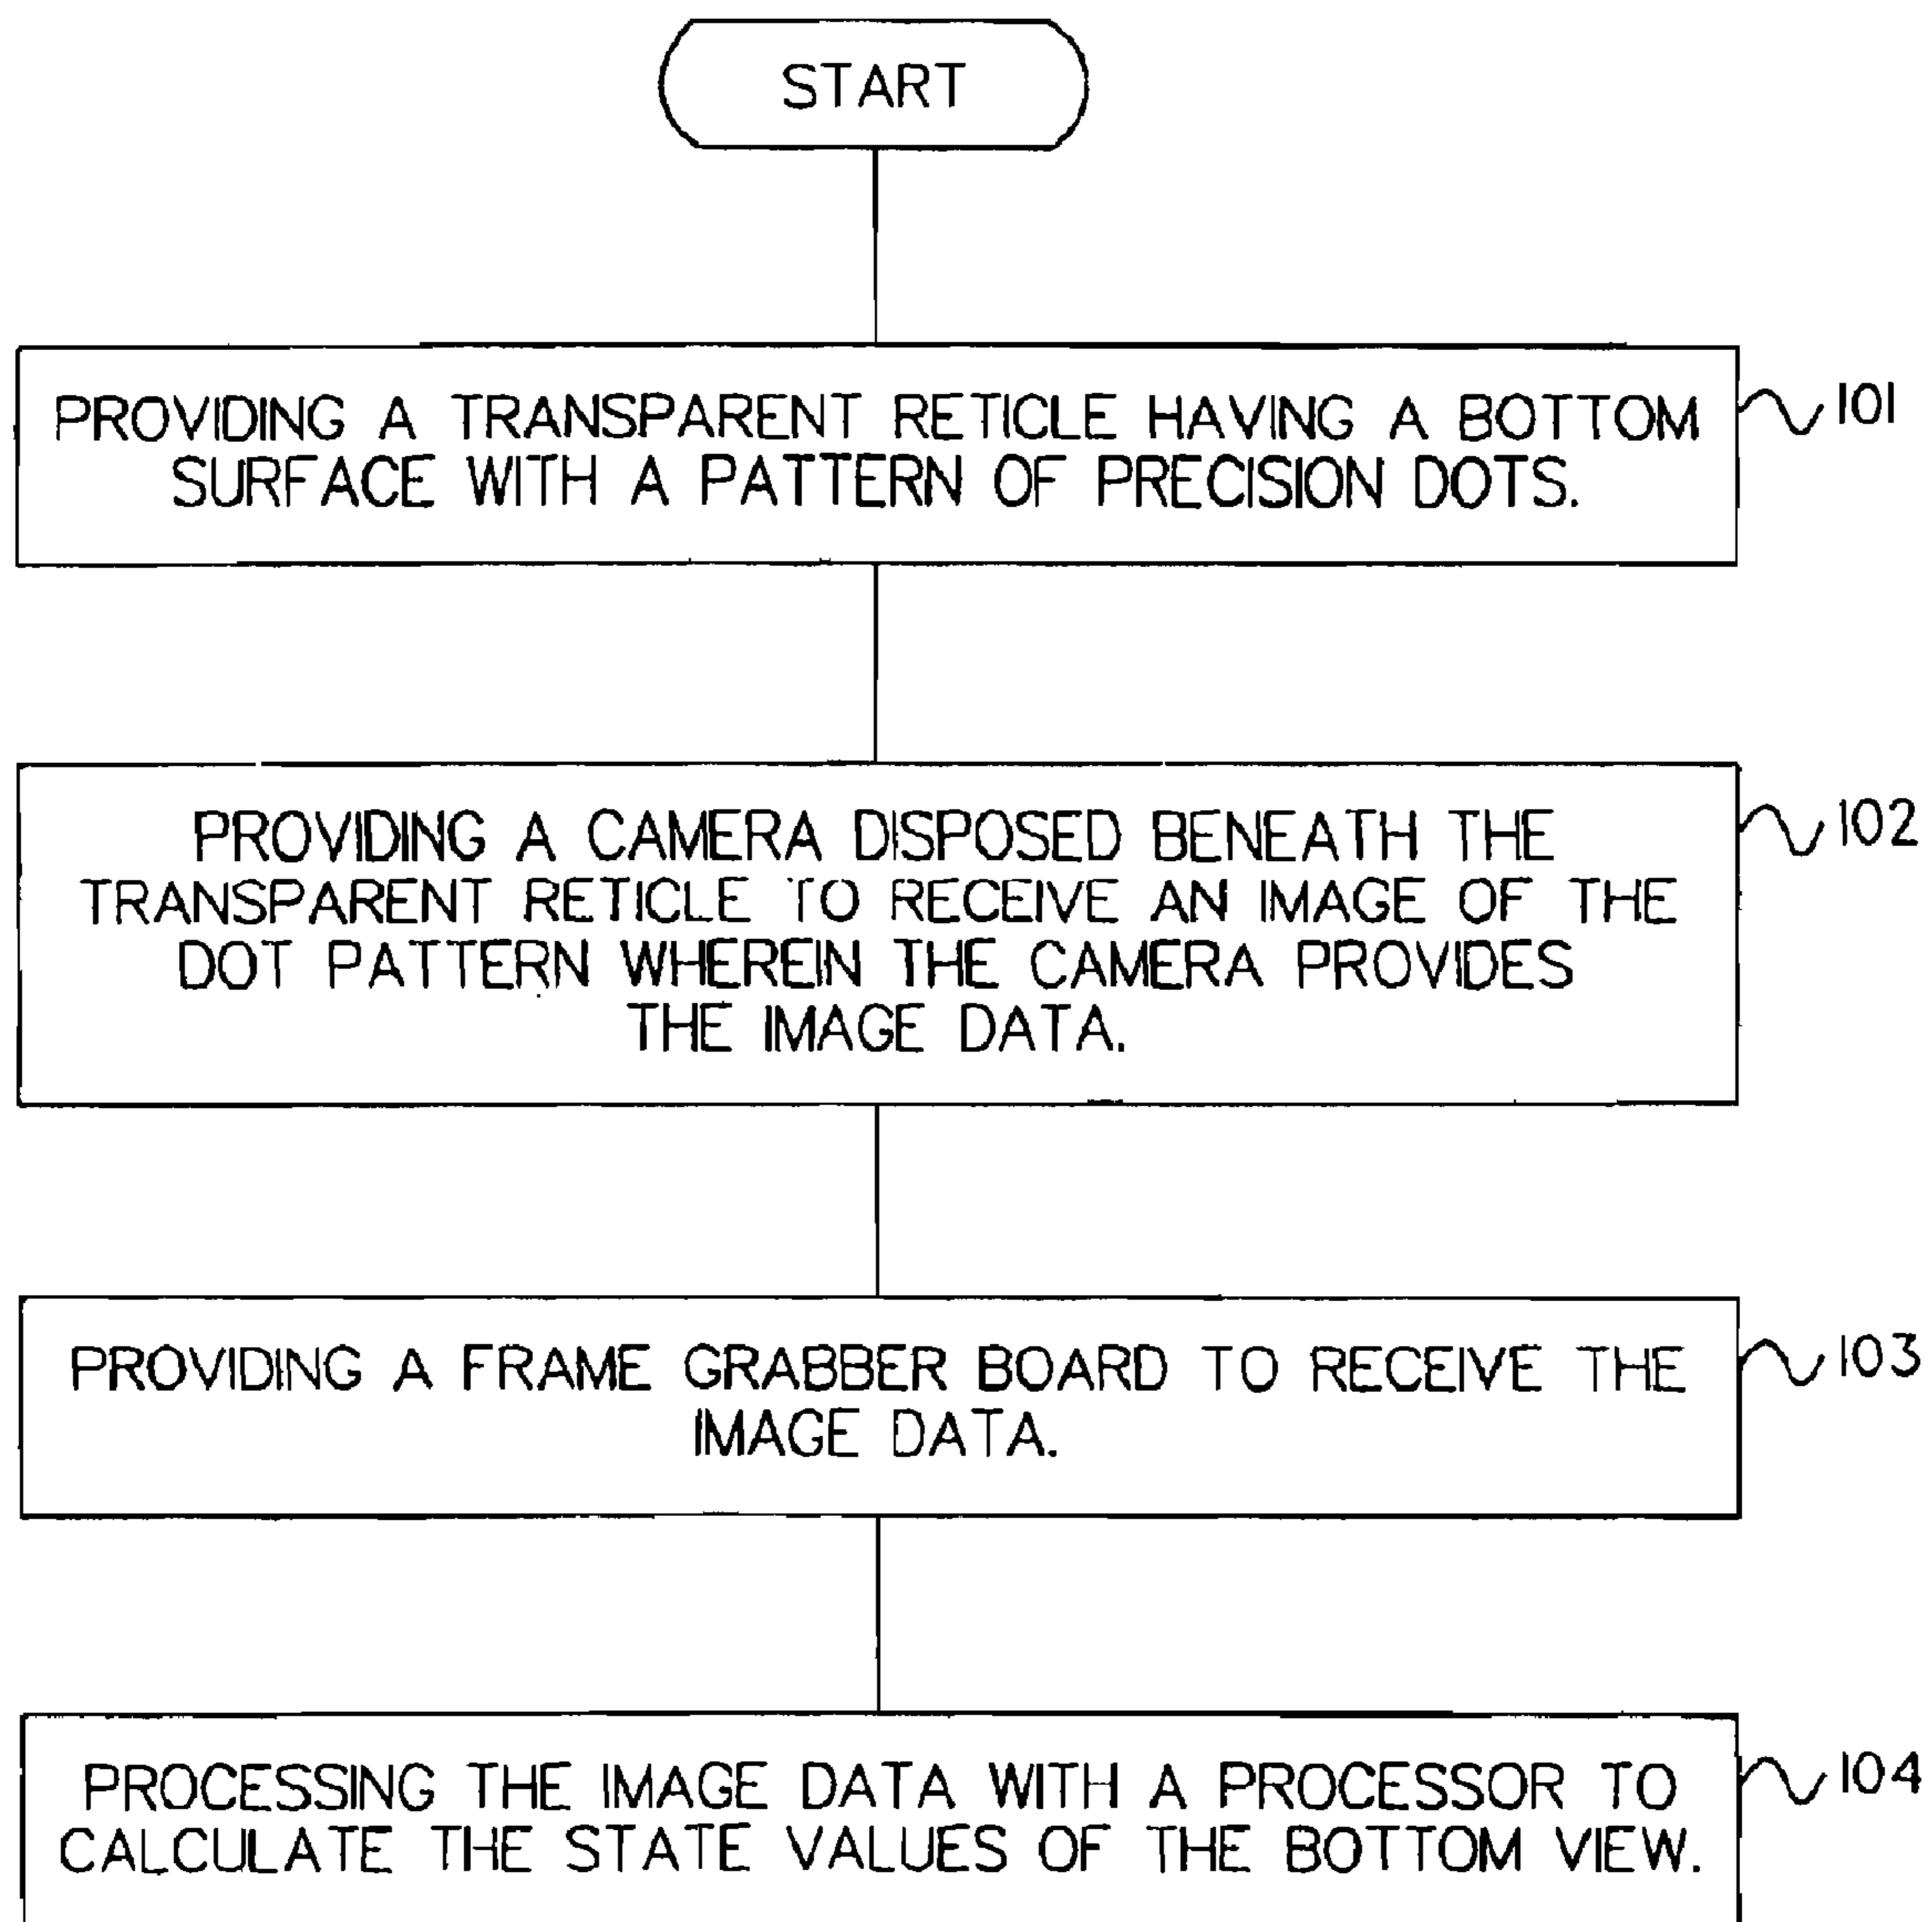 START
PROVIDING A TRANSPARENT RETICLE HAVING A BOTTOM
SURFACE WITH A PATTERN OF PRECISION DOTS.
101
PROVIDING A CAMERA DISPOSED BENEATH THE
TRANSPARENT RETICLE TO RECEIVE AN IMAGE OF THE
DOT PATTERN WHEREIN THE CAMERA PROVIDES
THE IMAGE DATA.
102
PROVIDING A FRAME GRABBER BOARD TO RECEIVE THE
IMAGE DATA.
103
PROCESSING THE IMAGE DATA WITH A PROCESSOR TO
CALCULATE THE STATE VALUES OF THE BOTTOM VIEW.
104